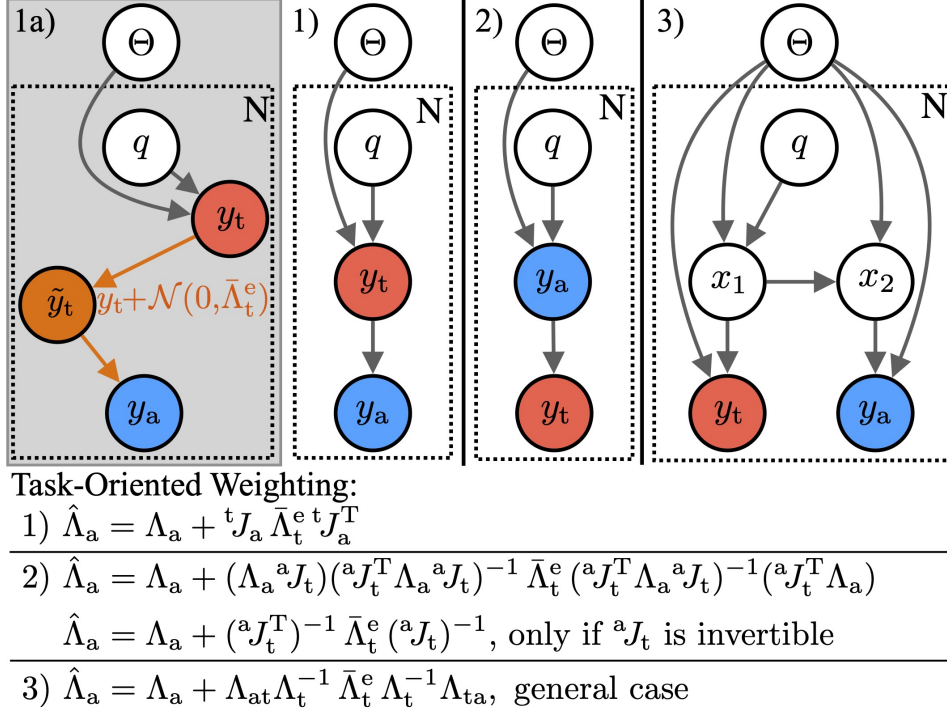 1a) Θ N q y_t ỹ_t y_t+𝒩(0,Λ̄_t^e) y_a
1) Θ N q y_t y_a
2) Θ N q y_a y_t
3) Θ N q x_1 x_2 y_t y_a
Task-Oriented Weighting:
1) Λ̂_a = Λ_a + ^tJ_a Λ̄_t^e ^tJ_a^T
2) Λ̂_a = Λ_a + (Λ_a ^aJ_t)(^aJ_t^T Λ_a ^aJ_t)^{-1} Λ̄_t^e (^aJ_t^T Λ_a ^aJ_t)^{-1}(^aJ_t^T Λ_a)
Λ̂_a = Λ_a + (^aJ_t^T)^{-1} Λ̄_t^e (^aJ_t)^{-1}, only if ^aJ_t is invertible
3) Λ̂_a = Λ_a + Λ_at Λ_t^{-1} Λ̄_t^e Λ_t^{-1} Λ_ta, general case